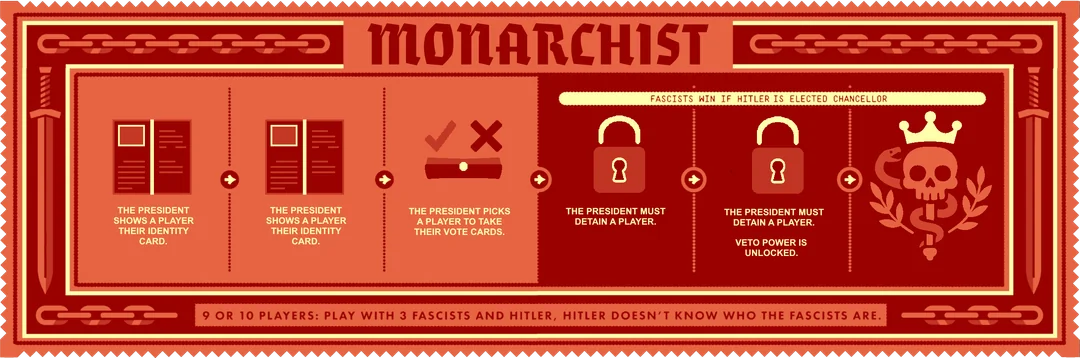 MONARCHIST
FASCISTS WIN IF HITLER IS ELECTED CHANCELLOR
THE PRESIDENT
SHOWS A PLAYER
THEIR IDENTITY
CARD.
THE PRESIDENT
SHOWS A PLAYER
THEIR IDENTITY
CARD.
THE PRESIDENT PICKS
A PLAYER TO TAKE
THEIR VOTE CARDS.
THE PRESIDENT MUST
DETAIN A PLAYER.
THE PRESIDENT MUST
DETAIN A PLAYER.
VETO POWER IS
UNLOCKED.
9 OR 10 PLAYERS: PLAY WITH 3 FASCISTS AND HITLER, HITLER DOESN'T KNOW WHO THE FASCISTS ARE.